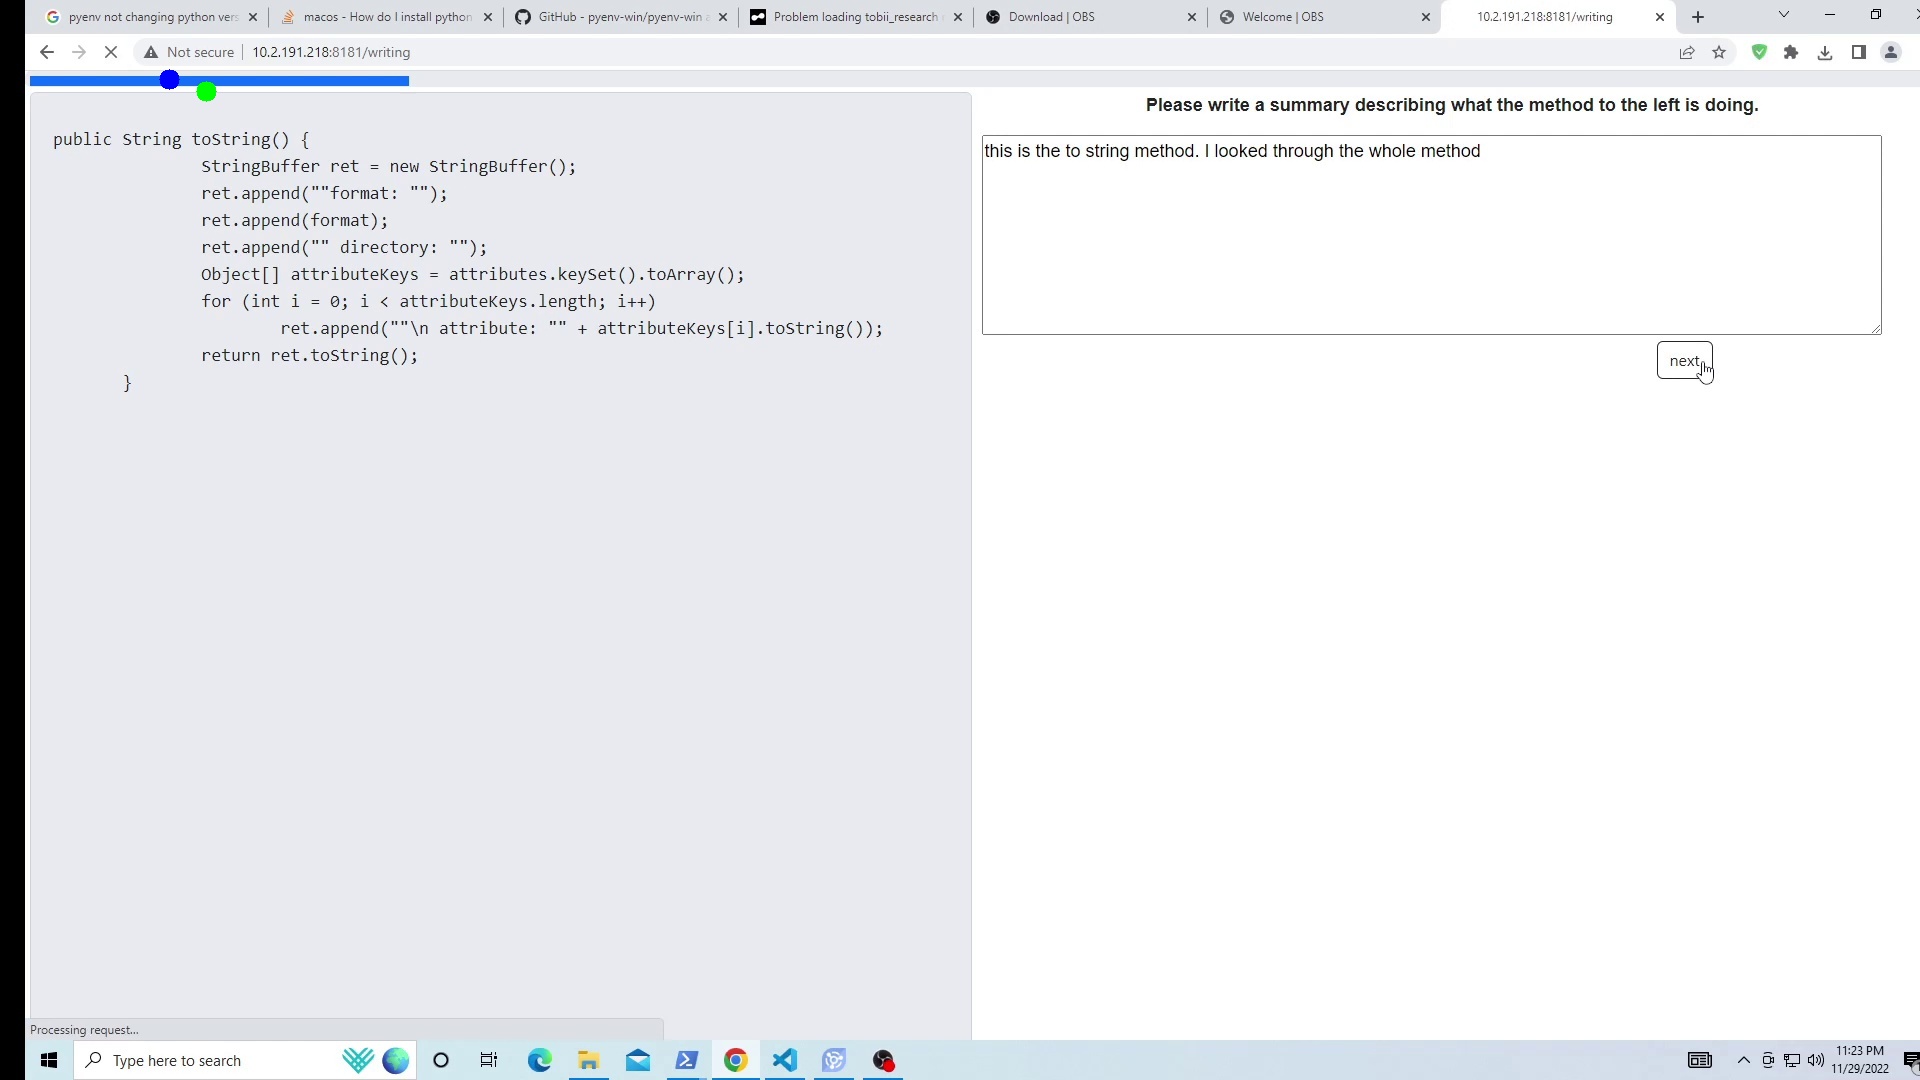 pyenv not changing python vers
macos - How do I install python
GitHub - pyenv-win/pyenv-win a
Problem loading tobii_research
Download | OBS
Welcome | OBS
10.2.191.218:8181/writing
Not secure
10.2.191.218:8181/writing
public String toString() {
StringBuffer ret = new StringBuffer();
ret.append(""format: "");
ret.append(format);
ret.append("" directory: "");
Object[] attributeKeys = attributes.keySet().toArray();
for (int i = 0; i < attributeKeys.length; i++)
ret.append(""\n attribute: "" + attributeKeys[i].toString());
return ret.toString();
}
Please write a summary describing what the method to the left is doing.
this is the to string method. I looked through the whole method
next
Processing request...
Type here to search
11:23 PM
11/29/2022